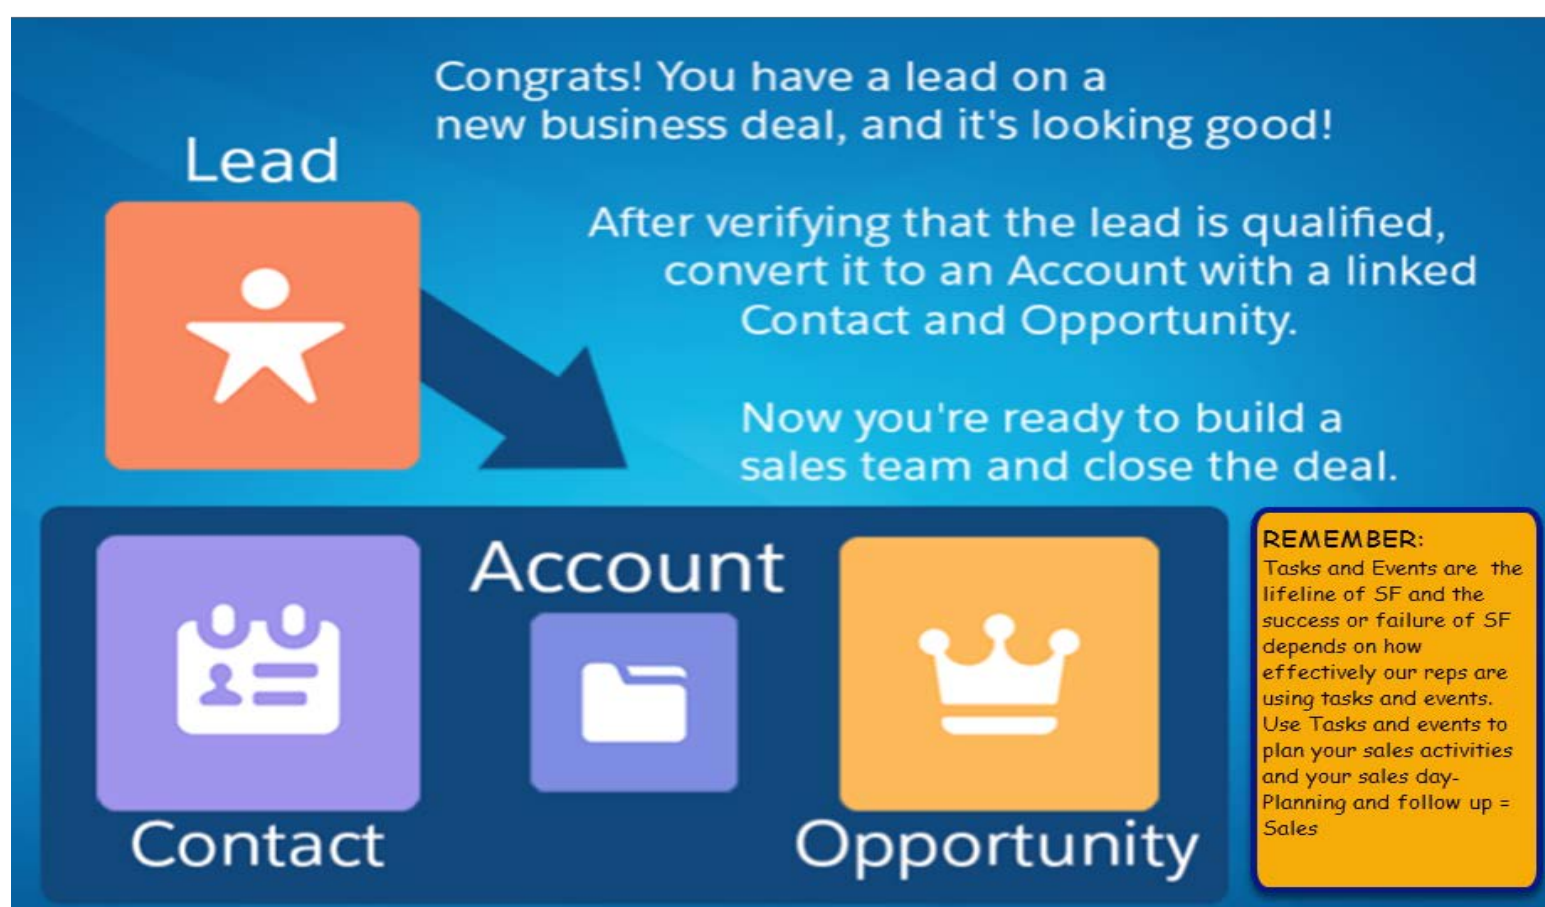 Congrats! You have a lead on a
new business deal, and it's looking good!
Lead
After verifying that the lead is qualified,
convert it to an Account with a linked
Contact and Opportunity.
Now you're ready to build a
sales team and close the deal.
Account
Contact
Opportunity
REMEMBER:
Tasks and Events are the
lifeline of SF and the
success or failure of SF
depends on how
effectively our reps are
using tasks and events.
Use Tasks and events to
plan your sales activities
and your sales day-
Planning and follow up =
Sales